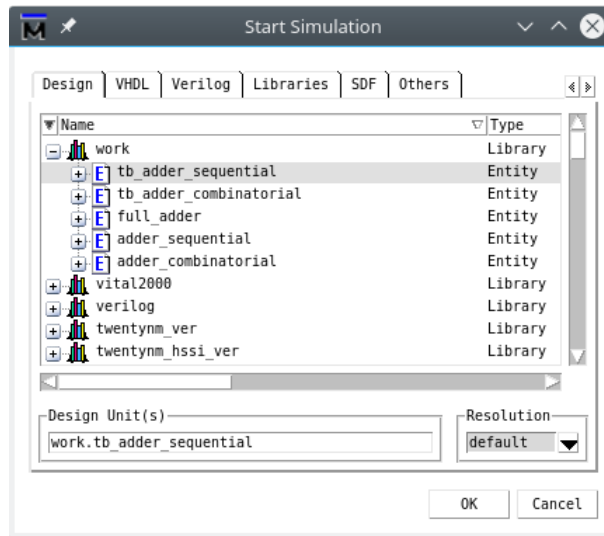 Start Simulation
Design VHDL Verilog Libraries SDF Others
Name Type
work Library
E tb_adder_sequential Entity
E tb_adder_combinatorial Entity
E full_adder Entity
E adder_sequential Entity
E adder_combinatorial Entity
vital2000 Library
verilog Library
twentynm_ver Library
twentynm_hssi_ver Library
Design Unit(s) Resolution
work.tb_adder_sequential default
OK Cancel